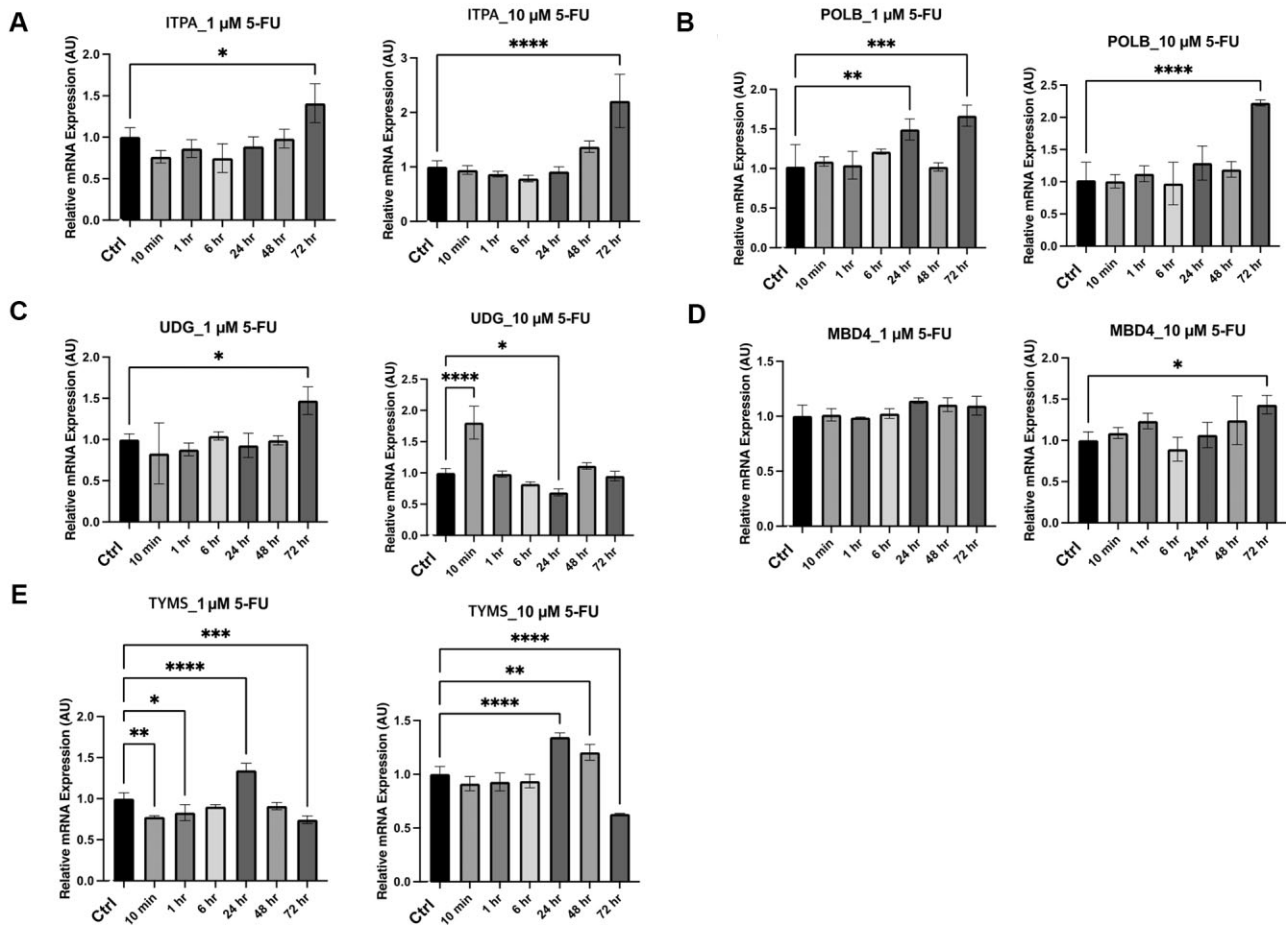 A
ITPA_1 µM 5-FU
Relative mRNA Expression (AU)
2.0
1.5
1.0
0.5
0.0
*
Ctrl
10 min
1 hr
6 hr
24 hr
48 hr
72 hr
ITPA_10 µM 5-FU
Relative mRNA Expression (AU)
3
2
1
0
****
Ctrl
10 min
1 hr
6 hr
24 hr
48 hr
72 hr
B
POLB_1 µM 5-FU
Relative mRNA Expression (AU)
2.0
1.5
1.0
0.5
0.0
***
**
Ctrl
10 min
1 hr
6 hr
24 hr
48 hr
72 hr
POLB_10 µM 5-FU
Relative mRNA Expression (AU)
2.5
2.0
1.5
1.0
0.5
0.0
****
Ctrl
10 min
1 hr
6 hr
24 hr
48 hr
72 hr
C
UDG_1 µM 5-FU
Relative mRNA Expression (AU)
2.0
1.5
1.0
0.5
0.0
*
Ctrl
10 min
1 hr
6 hr
24 hr
48 hr
72 hr
UDG_10 µM 5-FU
Relative mRNA Expression (AU)
2.5
2.0
1.5
1.0
0.5
0.0
*
****
Ctrl
10 min
1 hr
6 hr
24 hr
48 hr
72 hr
D
MBD4_1 µM 5-FU
Relative mRNA Expression (AU)
1.5
1.0
0.5
0.0
Ctrl
10 min
1 hr
6 hr
24 hr
48 hr
72 hr
MBD4_10 µM 5-FU
Relative mRNA Expression (AU)
2.0
1.5
1.0
0.5
0.0
*
Ctrl
10 min
1 hr
6 hr
24 hr
48 hr
72 hr
E
TYMS_1 µM 5-FU
Relative mRNA Expression (AU)
2.0
1.5
1.0
0.5
0.0
***
****
*
**
Ctrl
10 min
1 hr
6 hr
24 hr
48 hr
72 hr
TYMS_10 µM 5-FU
Relative mRNA Expression (AU)
1.5
1.0
0.5
0.0
****
**
****
Ctrl
10 min
1 hr
6 hr
24 hr
48 hr
72 hr